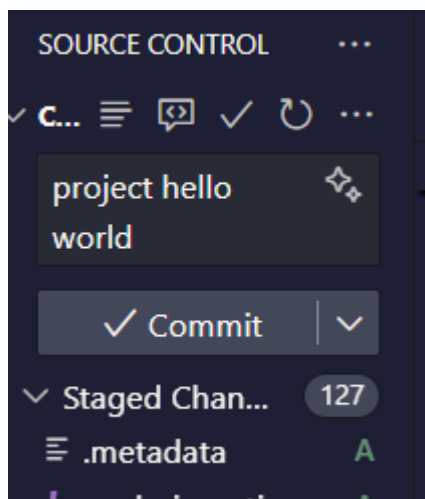 SOURCE CONTROL ...
C... ...
project hello
world
Commit
Staged Chan... 127
.metadata A